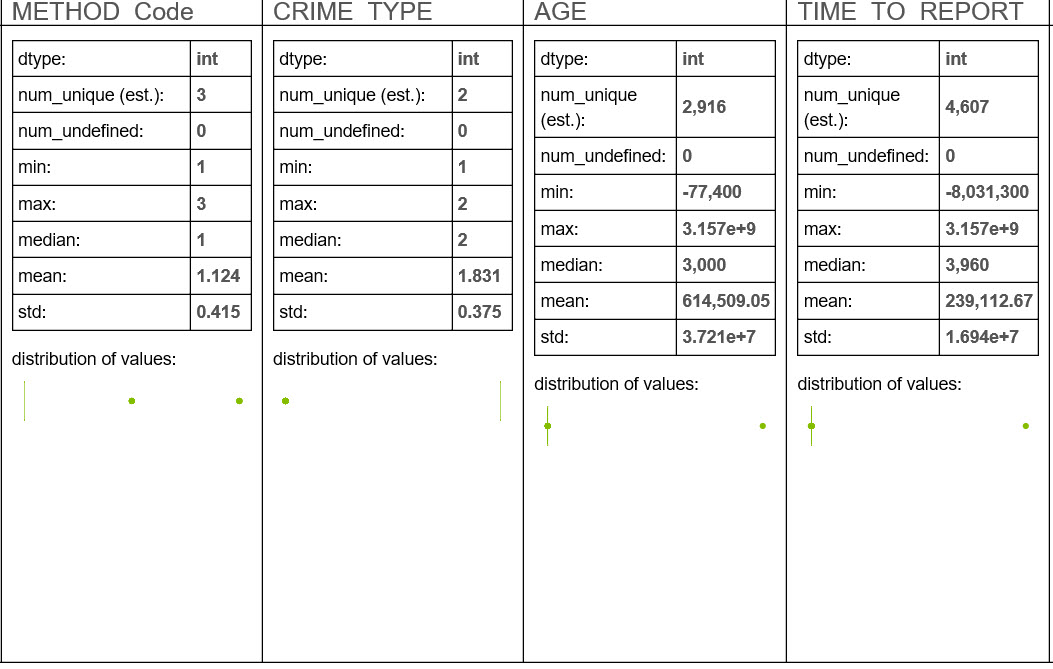 METHOD Code
dtype: int
num_unique (est.): 3
num_undefined: 0
min: 1
max: 3
median: 1
mean: 1.124
std: 0.415
distribution of values:
CRIME TYPE
dtype: int
num_unique (est.): 2
num_undefined: 0
min: 1
max: 2
median: 2
mean: 1.831
std: 0.375
distribution of values:
AGE
dtype: int
num_unique
(est.): 2,916
num_undefined: 0
min: -77,400
max: 3.157e+9
median: 3,000
mean: 614,509.05
std: 3.721e+7
distribution of values:
TIME TO REPORT
dtype: int
num_unique
(est.): 4,607
num_undefined: 0
min: -8,031,300
max: 3.157e+9
median: 3,960
mean: 239,112.67
std: 1.694e+7
distribution of values: